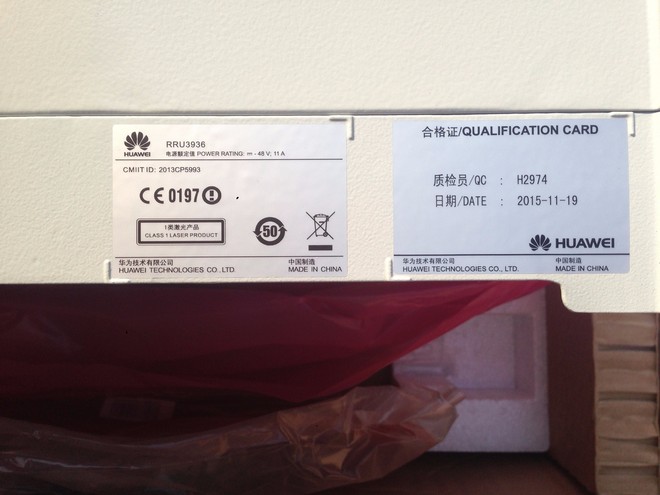 HUAWEI
RRU3936
电源额定值 POWER RATING: ⎓ - 48 V; 11 A
CMIIT ID: 2013CP5993
CE 0197
1类激光产品
CLASS 1 LASER PRODUCT
50
华为技术有限公司
HUAWEI TECHNOLOGIES CO., LTD.
中国制造
MADE IN CHINA
合格证/QUALIFICATION CARD
质检员/QC : H2974
日期/DATE : 2015-11-19
HUAWEI
华为技术有限公司
HUAWEI TECHNOLOGIES CO., LTD.
中国制造
MADE IN CHINA